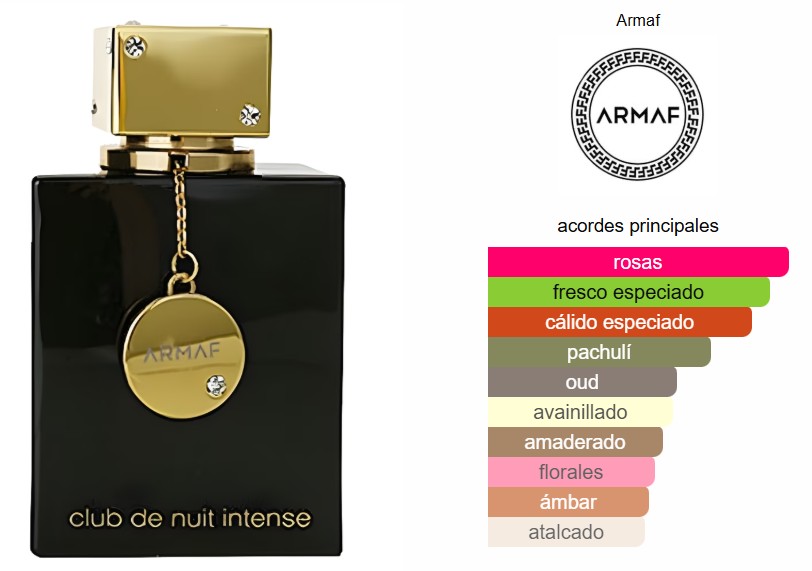 ARMAF
club de nuit intense
Armaf
ARMAF
acordes principales
rosas
fresco especiado
cálido especiado
pachulí
oud
avainillado
amaderado
florales
ámbar
atalcado